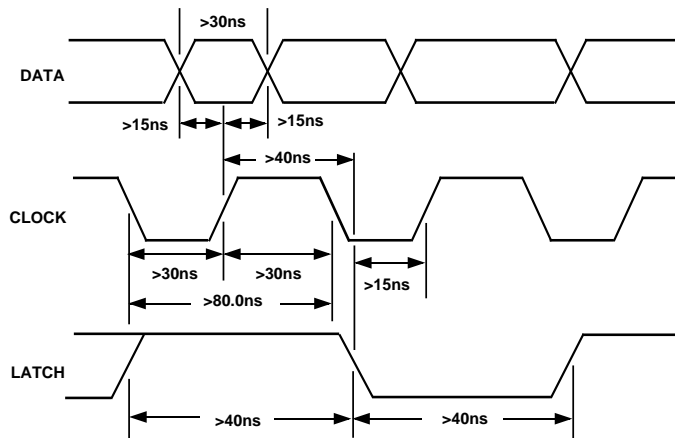 >30ns
DATA
>15ns >15ns
>40ns
CLOCK
>30ns >30ns >15ns
>80.0ns
LATCH
>40ns >40ns